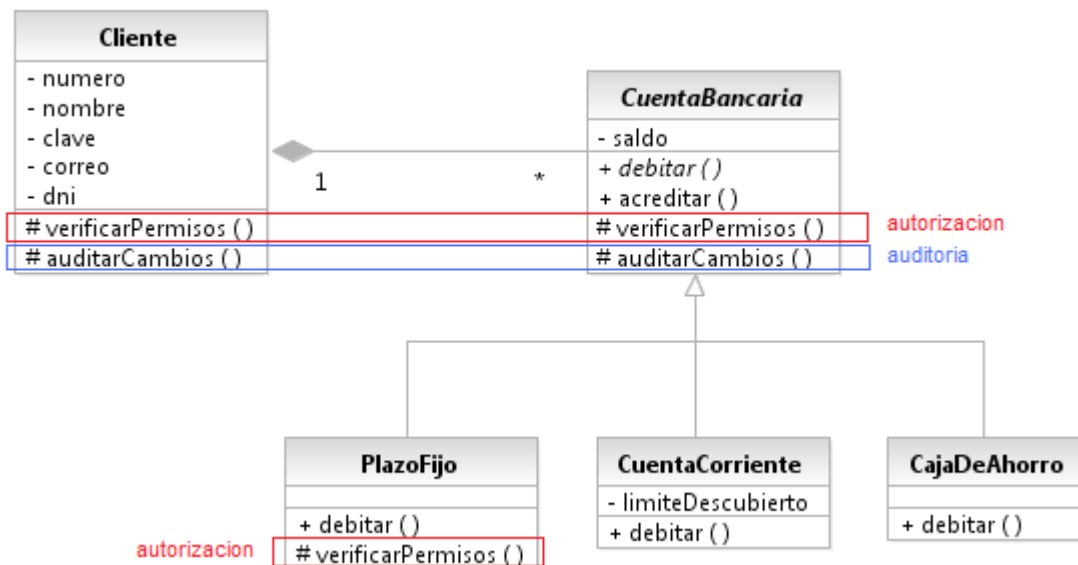 Cliente
- numero
- nombre
- clave
- correo
- dni
# verificarPermisos ()
# auditarCambios ()
1
*
CuentaBancaria
- saldo
+ debitar ()
+ acreditar ()
# verificarPermisos ()
# auditarCambios ()
autorizacion
auditoria
PlazoFijo
+ debitar ()
# verificarPermisos ()
autorizacion
CuentaCorriente
- limiteDescubierto
+ debitar ()
CajaDeAhorro
+ debitar ()